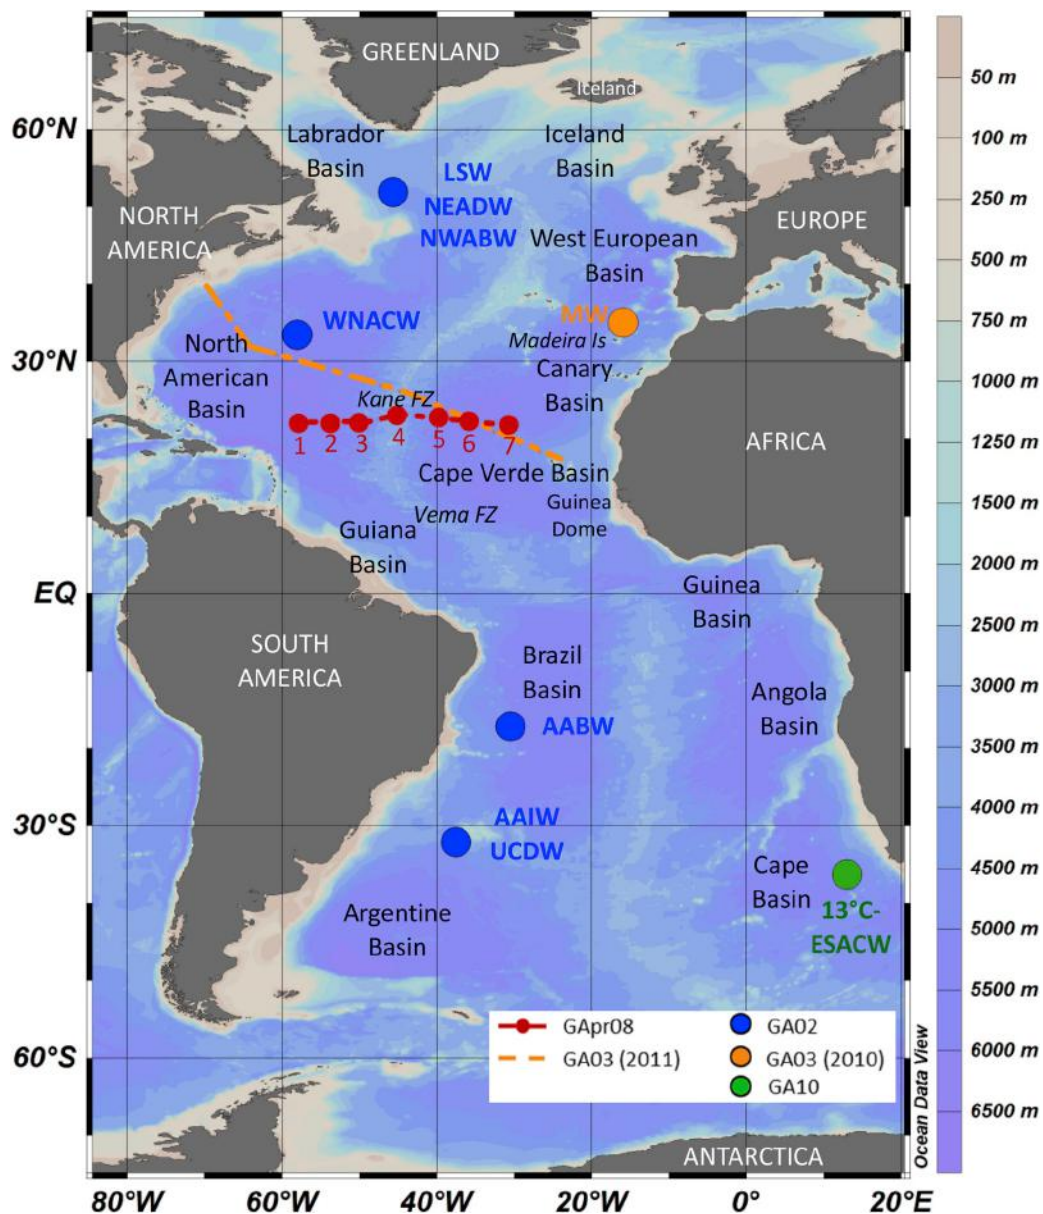 GREENLAND
Iceland
Labrador
Basin
Iceland
Basin
LSW
NEADW
NWABW
NORTH
AMERICA
EUROPE
West European
Basin
WNACW
MW
Madeira Is
North
American
Basin
Canary
Basin
Kane FZ
1 2 3 4 5 6 7
AFRICA
Cape Verde Basin
Vema FZ
Guinea
Dome
Guiana
Basin
Guinea
Basin
SOUTH
AMERICA
Brazil
Basin
Angola
Basin
AABW
AAIW
UCDW
Cape
Basin
13°C-
ESACW
Argentine
Basin
GApr08
GA03 (2011)
GA02
GA03 (2010)
GA10
ANTARCTICA
Ocean Data View
60°N
30°N
EQ
30°S
60°S
80°W 60°W 40°W 20°W 0° 20°E
50 m
100 m
250 m
500 m
750 m
1000 m
1250 m
1500 m
2000 m
2500 m
3000 m
3500 m
4000 m
4500 m
5000 m
5500 m
6000 m
6500 m